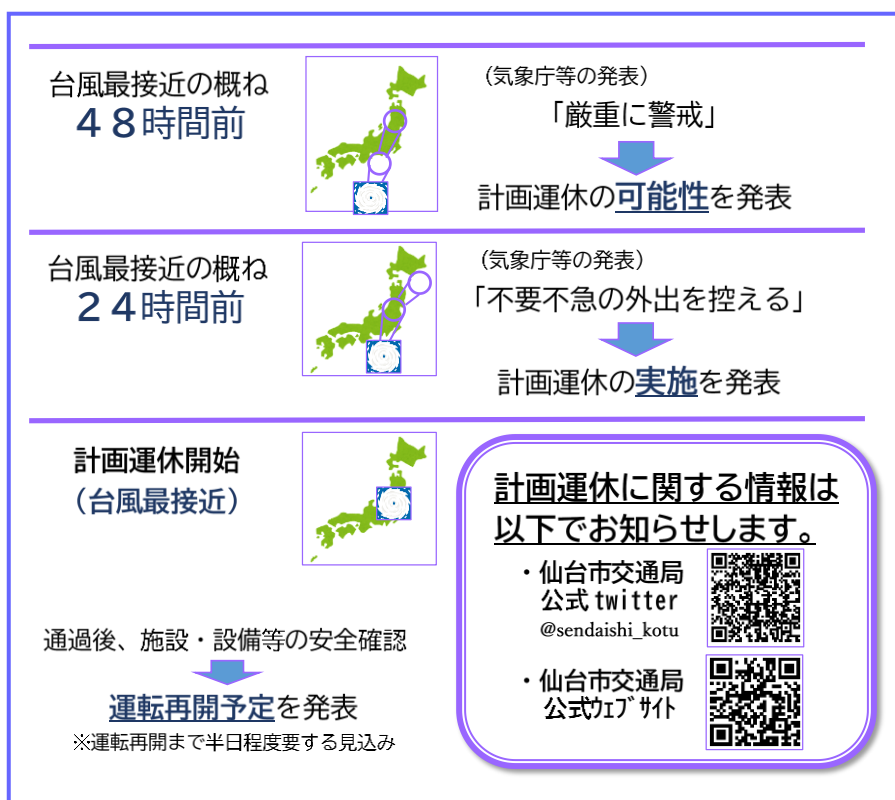 台風最接近の概ね
４８時間前
(気象庁等の発表)
「厳重に警戒」
計画運休の可能性を発表
台風最接近の概ね
２４時間前
(気象庁等の発表)
「不要不急の外出を控える」
計画運休の実施を発表
計画運休開始
(台風最接近)
通過後、施設・設備等の安全確認
運転再開予定を発表
※運転再開まで半日程度要する見込み
計画運休に関する情報は
以下でお知らせします。
・仙台市交通局
公式twitter
@sendaishi_kotu
・仙台市交通局
公式ｳｪﾌﾞｻｲﾄ